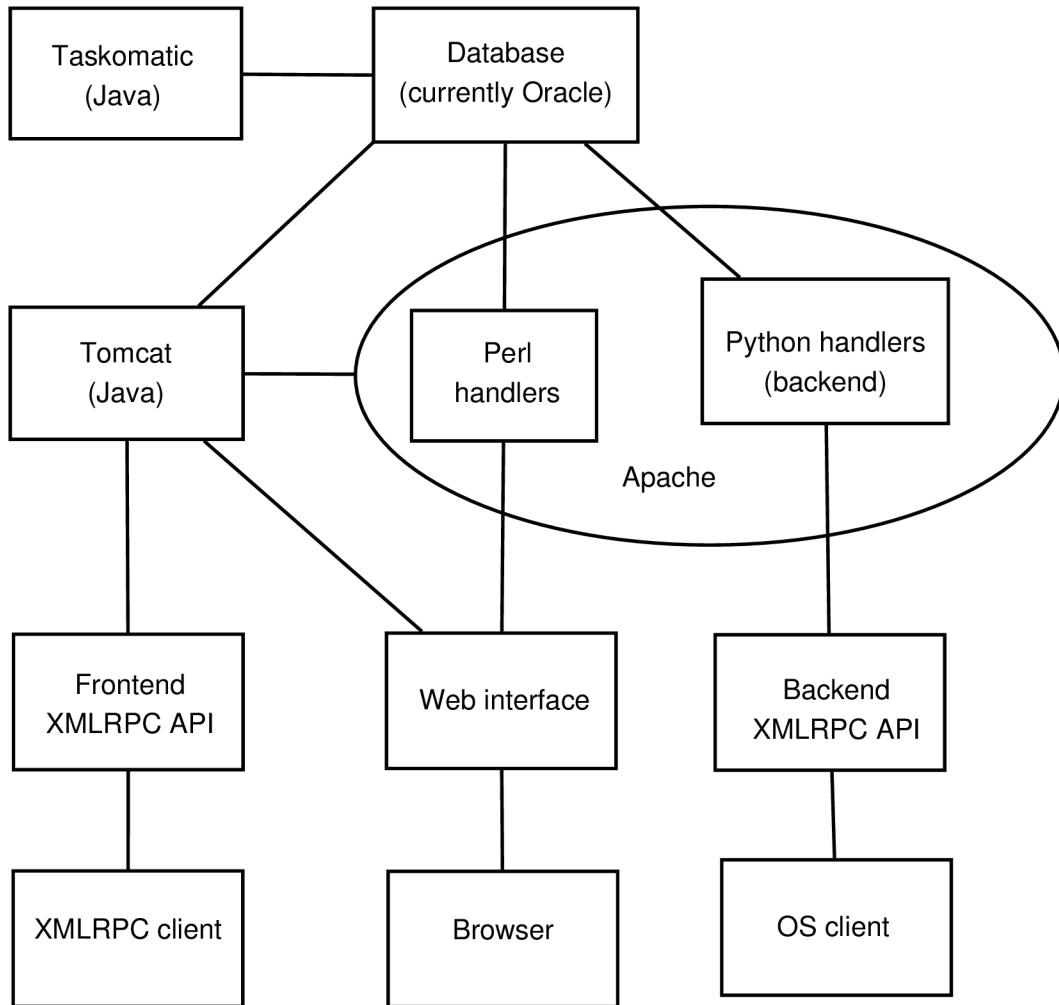 Taskomatic
(Java)
Database
(currently Oracle)
Tomcat
(Java)
Perl
handlers
Python handlers
(backend)
Apache
Frontend
XMLRPC API
Web interface
Backend
XMLRPC API
XMLRPC client
Browser
OS client